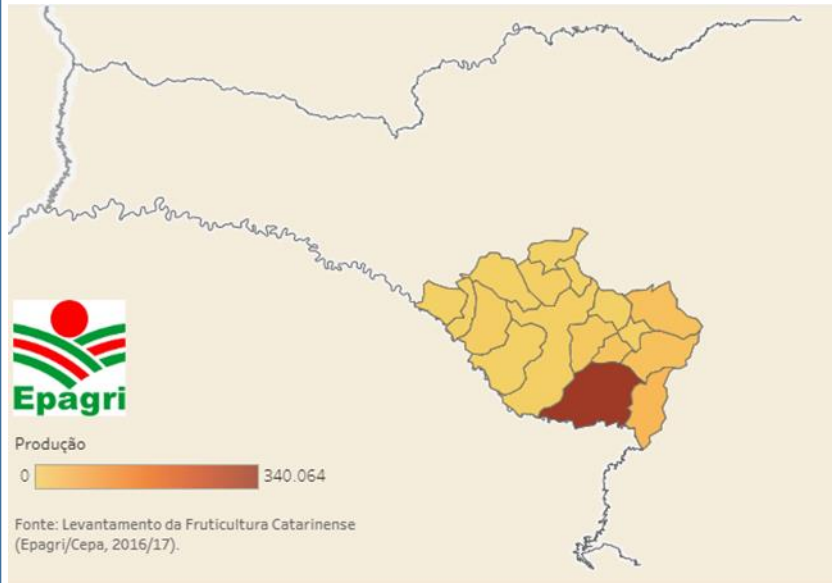 Epagri
Produção
0 340.064
Fonte: Levantamento da Fruticultura Catarinense
(Epagri/Cepa, 2016/17).